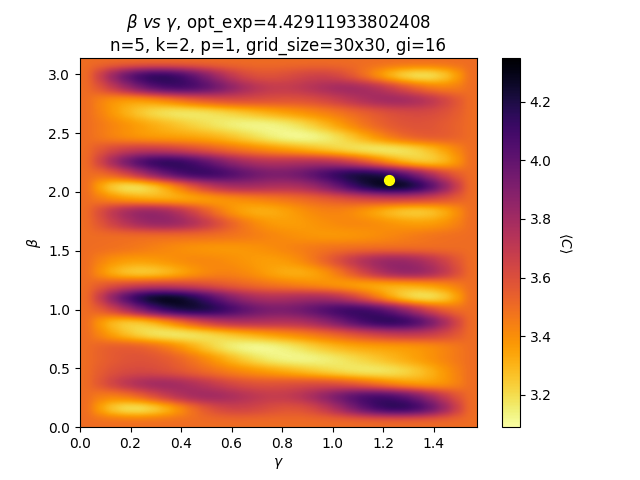 β vs γ, opt_exp=4.42911933802408
n=5, k=2, p=1, grid_size=30x30, gi=16
3.0
2.5
2.0
1.5
1.0
0.5
0.0
β
0.0 0.2 0.4 0.6 0.8 1.0 1.2 1.4
γ
4.2
4.0
3.8
3.6
3.4
3.2
⟨C⟩